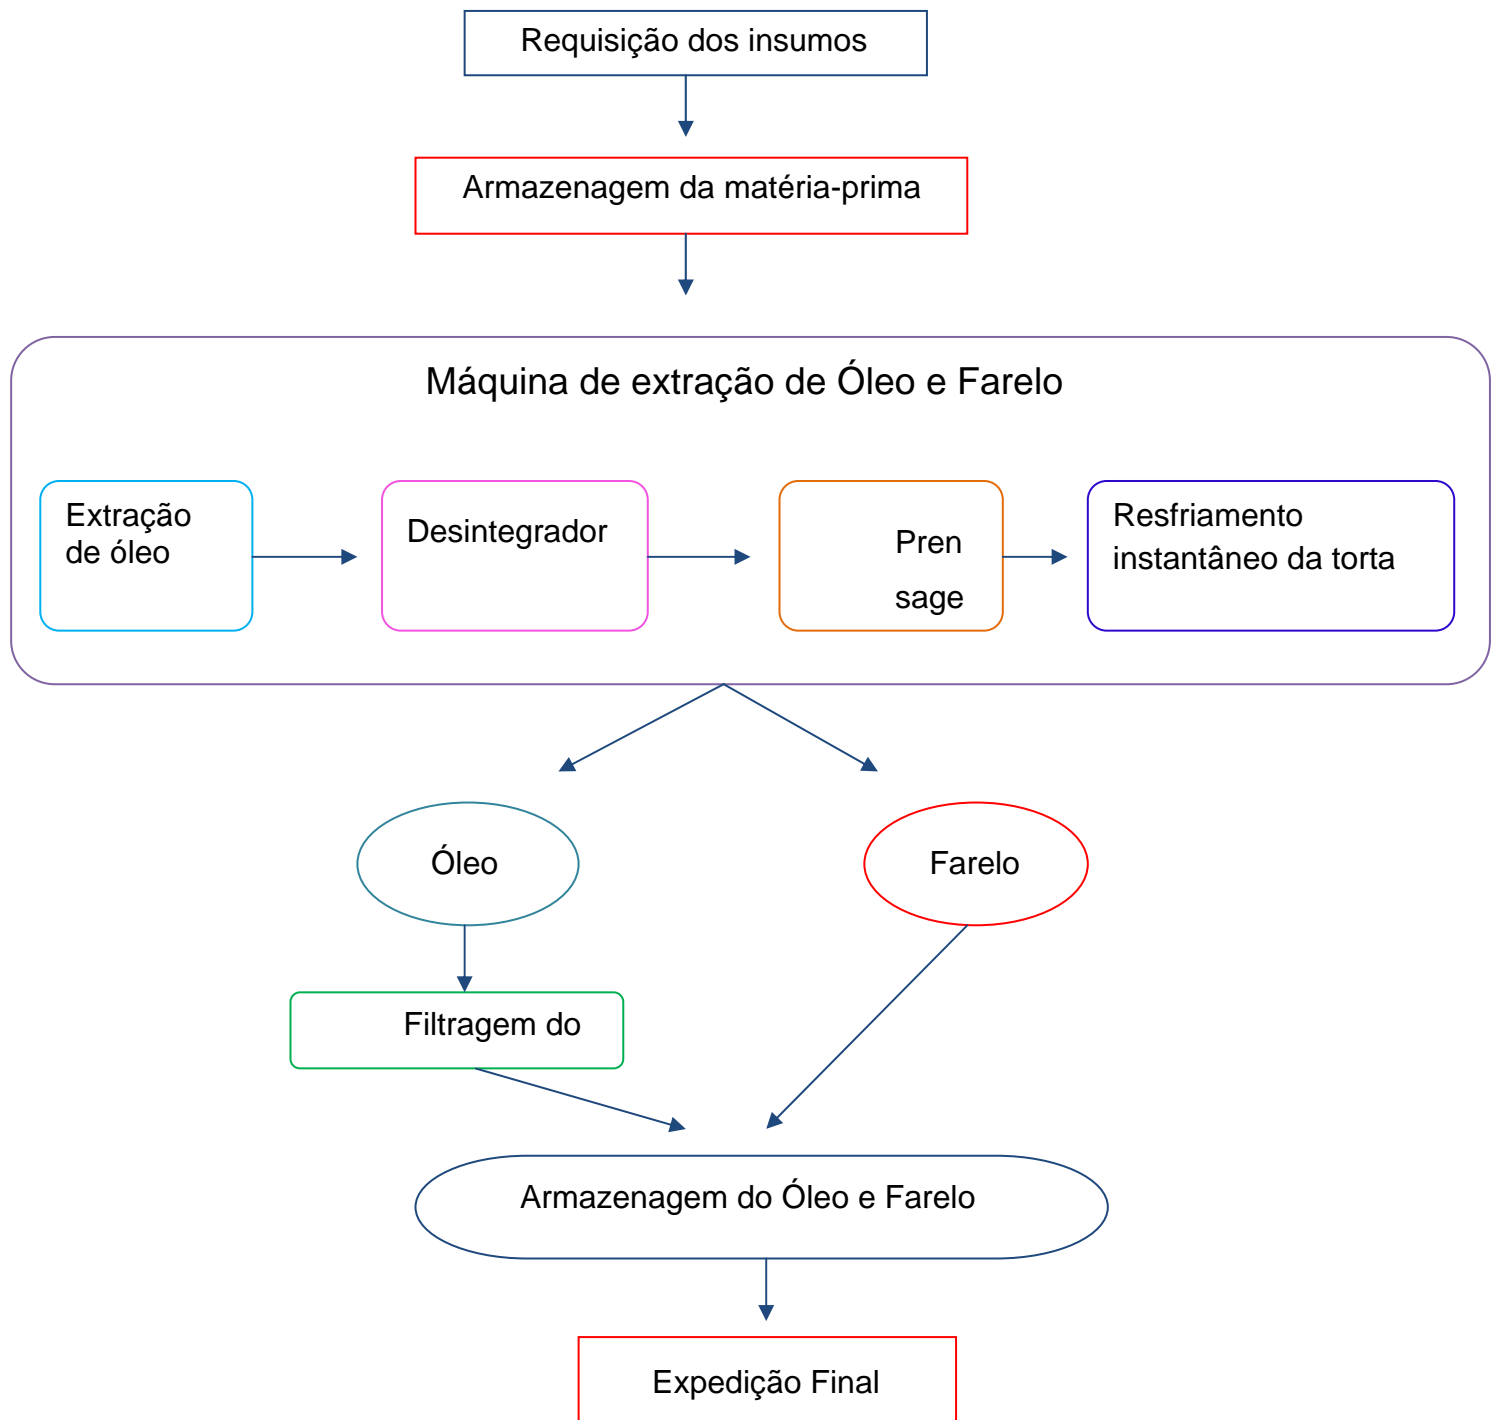 Requisição dos insumos
Armazenagem da matéria-prima
Máquina de extração de Óleo e Farelo
Extração
de óleo
Desintegrador
Pren
sage
Resfriamento
instantâneo da torta
Óleo
Farelo
Filtragem do
Armazenagem do Óleo e Farelo
Expedição Final